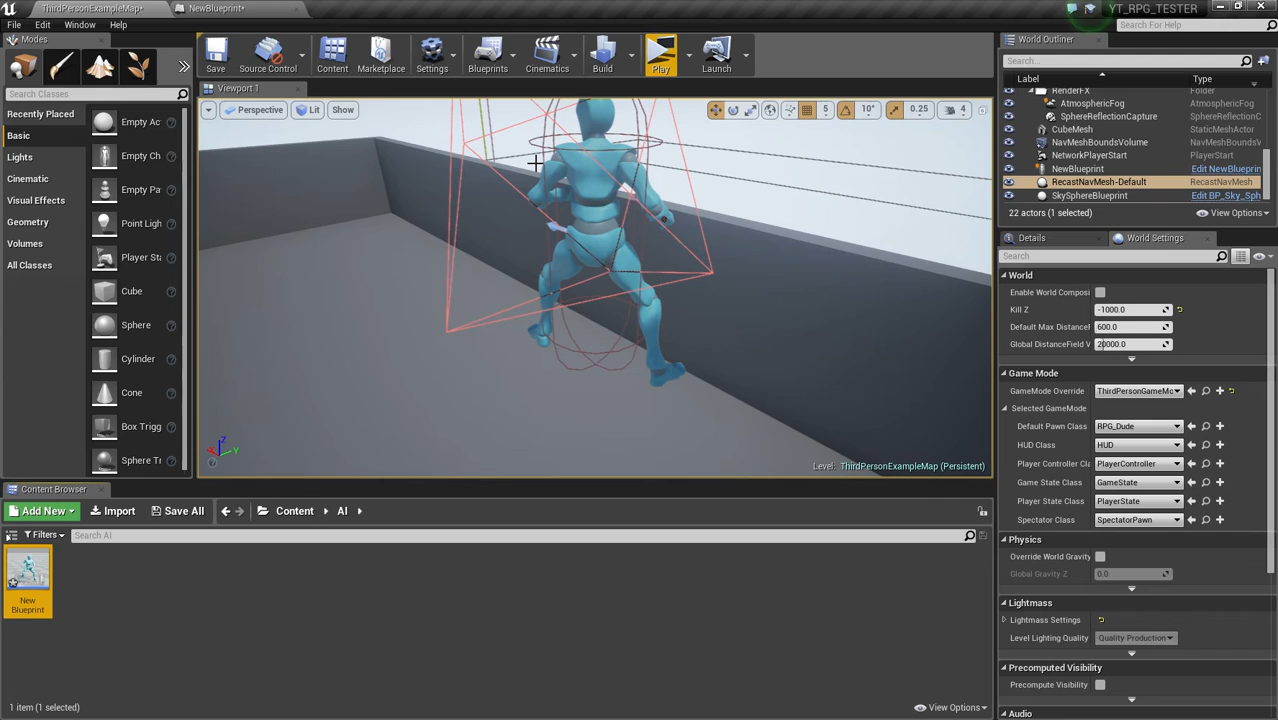 ThirdPersonExampleMap*
NewBlueprint*
YT_RPG_TESTER
File Edit Window Help
Search For Help
Modes
Search Classes
Recently Placed
Basic
Lights
Cinematic
Visual Effects
Geometry
Volumes
All Classes
Empty Ac
Empty Ch
Empty Pa
Point Ligh
Player Sta
Cube
Sphere
Cylinder
Cone
Box Trigg
Sphere Tr
Save
Source Control
Content
Marketplace
Settings
Blueprints
Cinematics
Build
Play
Launch
Viewport 1
Perspective
Lit
Show
5
10°
0.25
4
Z
X
Y
Level: ThirdPersonExampleMap (Persistent)
World Outliner
Search...
Label Type
RenderFX Folder
AtmosphericFog AtmosphericFog
SphereReflectionCapture SphereReflectionC
CubeMesh StaticMeshActor
NavMeshBoundsVolume NavMeshBoundsV
NetworkPlayerStart PlayerStart
NewBlueprint Edit NewBlueprin
RecastNavMesh-Default RecastNavMesh
SkySphereBlueprint Edit BP_Sky_Sph
22 actors (1 selected)
View Options
Details
World Settings
Search
World
Enable World Composi
Kill Z -1000.0
Default Max Distance 600.0
Global DistanceField V 20000.0
Game Mode
GameMode Override ThirdPersonGameMo
Selected GameMode
Default Pawn Class RPG_Dude
HUD Class HUD
Player Controller Cla PlayerController
Game State Class GameState
Player State Class PlayerState
Spectator Class SpectatorPawn
Physics
Override World Gravity
Global Gravity Z 0.0
Lightmass
Lightmass Settings
Level Lighting Quality Quality Production
Precomputed Visibility
Precompute Visibility
Audio
Content Browser
Add New
Import
Save All
Content
AI
Filters
Search AI
New
Blueprint
1 item (1 selected)
View Options